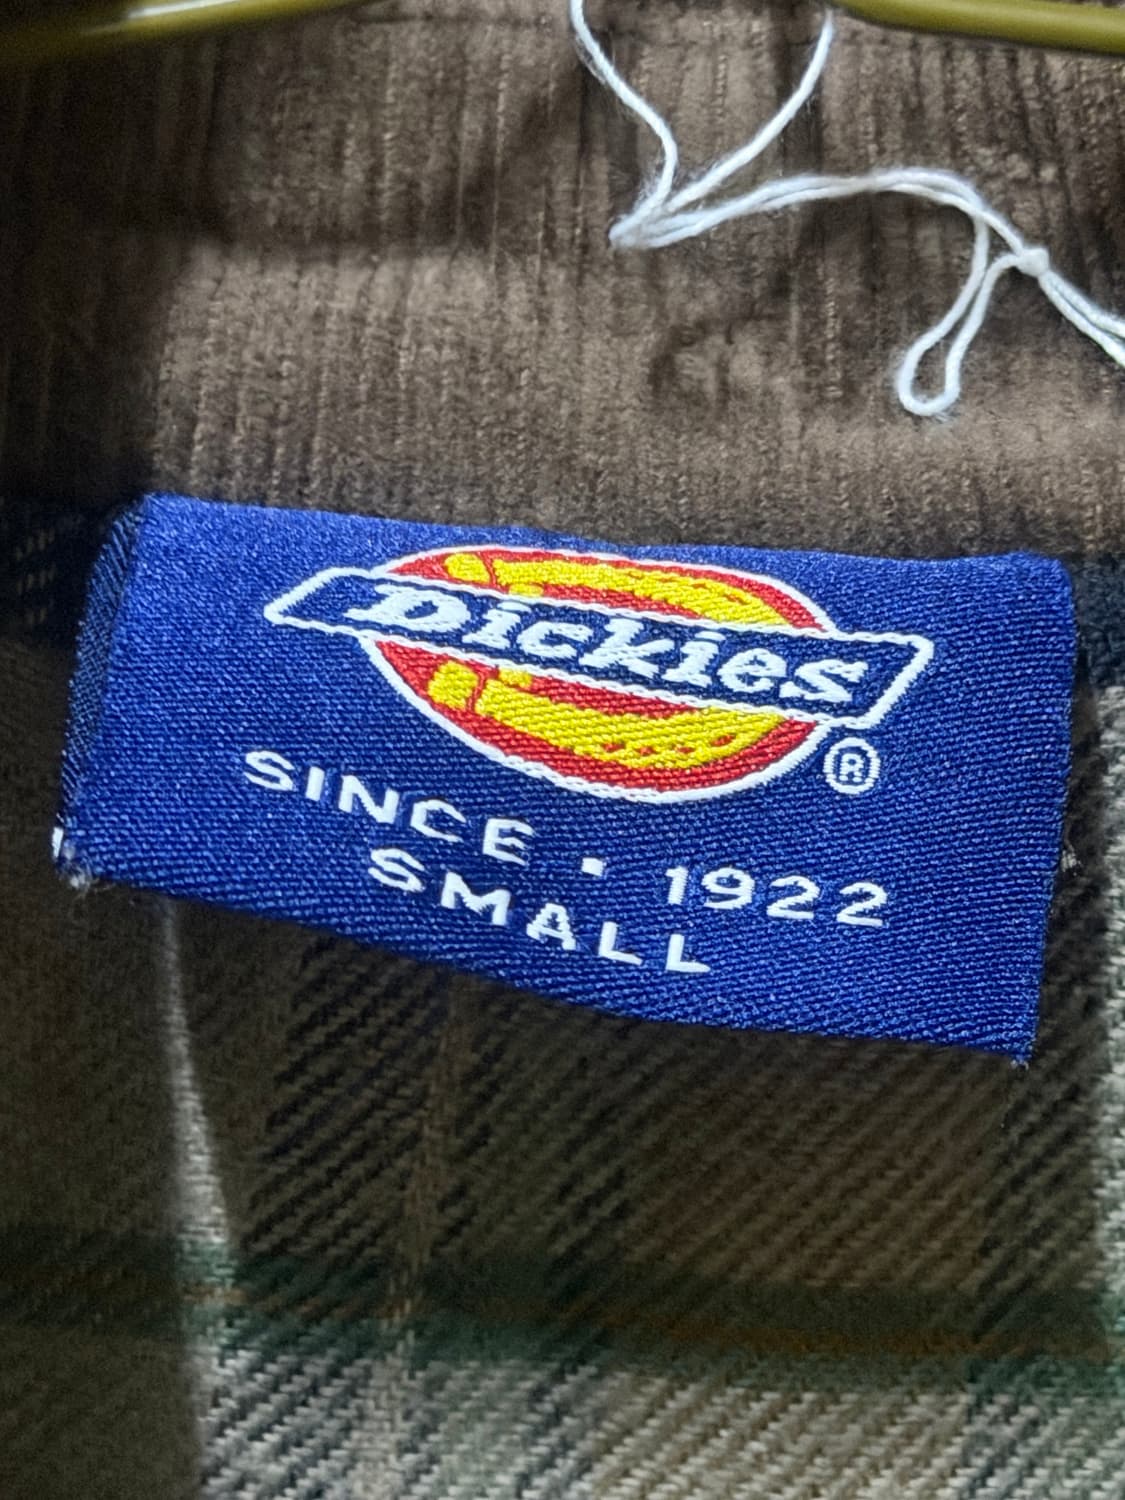 Dickies
®
SINCE · 1922
SMALL